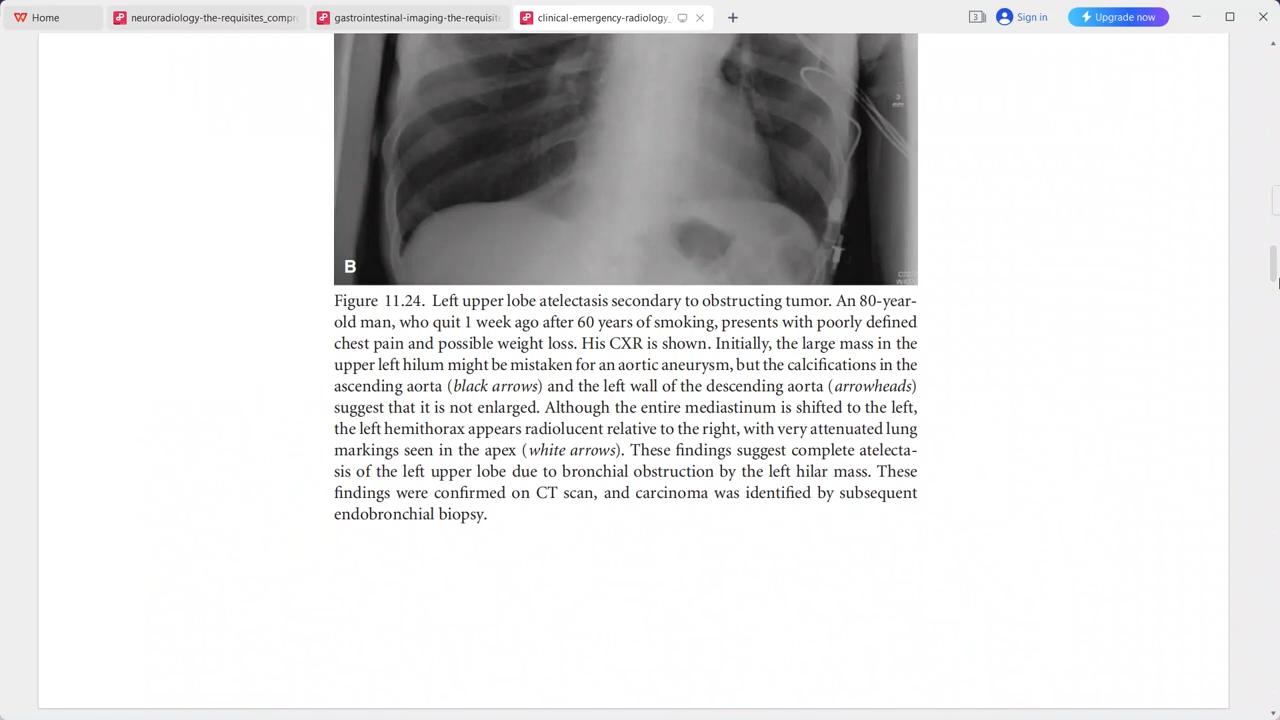 Home
neuroradiology-the-requisites_compr
gastrointestinal-imaging-the-requisite
clinical-emergency-radiology_
3
Sign in
Upgrade now
3
B
Figure 11.24. Left upper lobe atelectasis secondary to obstructing tumor. An 80-year-
old man, who quit 1 week ago after 60 years of smoking, presents with poorly defined
chest pain and possible weight loss. His CXR is shown. Initially, the large mass in the
upper left hilum might be mistaken for an aortic aneurysm, but the calcifications in the
ascending aorta (black arrows) and the left wall of the descending aorta (arrowheads)
suggest that it is not enlarged. Although the entire mediastinum is shifted to the left,
the left hemithorax appears radiolucent relative to the right, with very attenuated lung
markings seen in the apex (white arrows). These findings suggest complete atelecta-
sis of the left upper lobe due to bronchial obstruction by the left hilar mass. These
findings were confirmed on CT scan, and carcinoma was identified by subsequent
endobronchial biopsy.